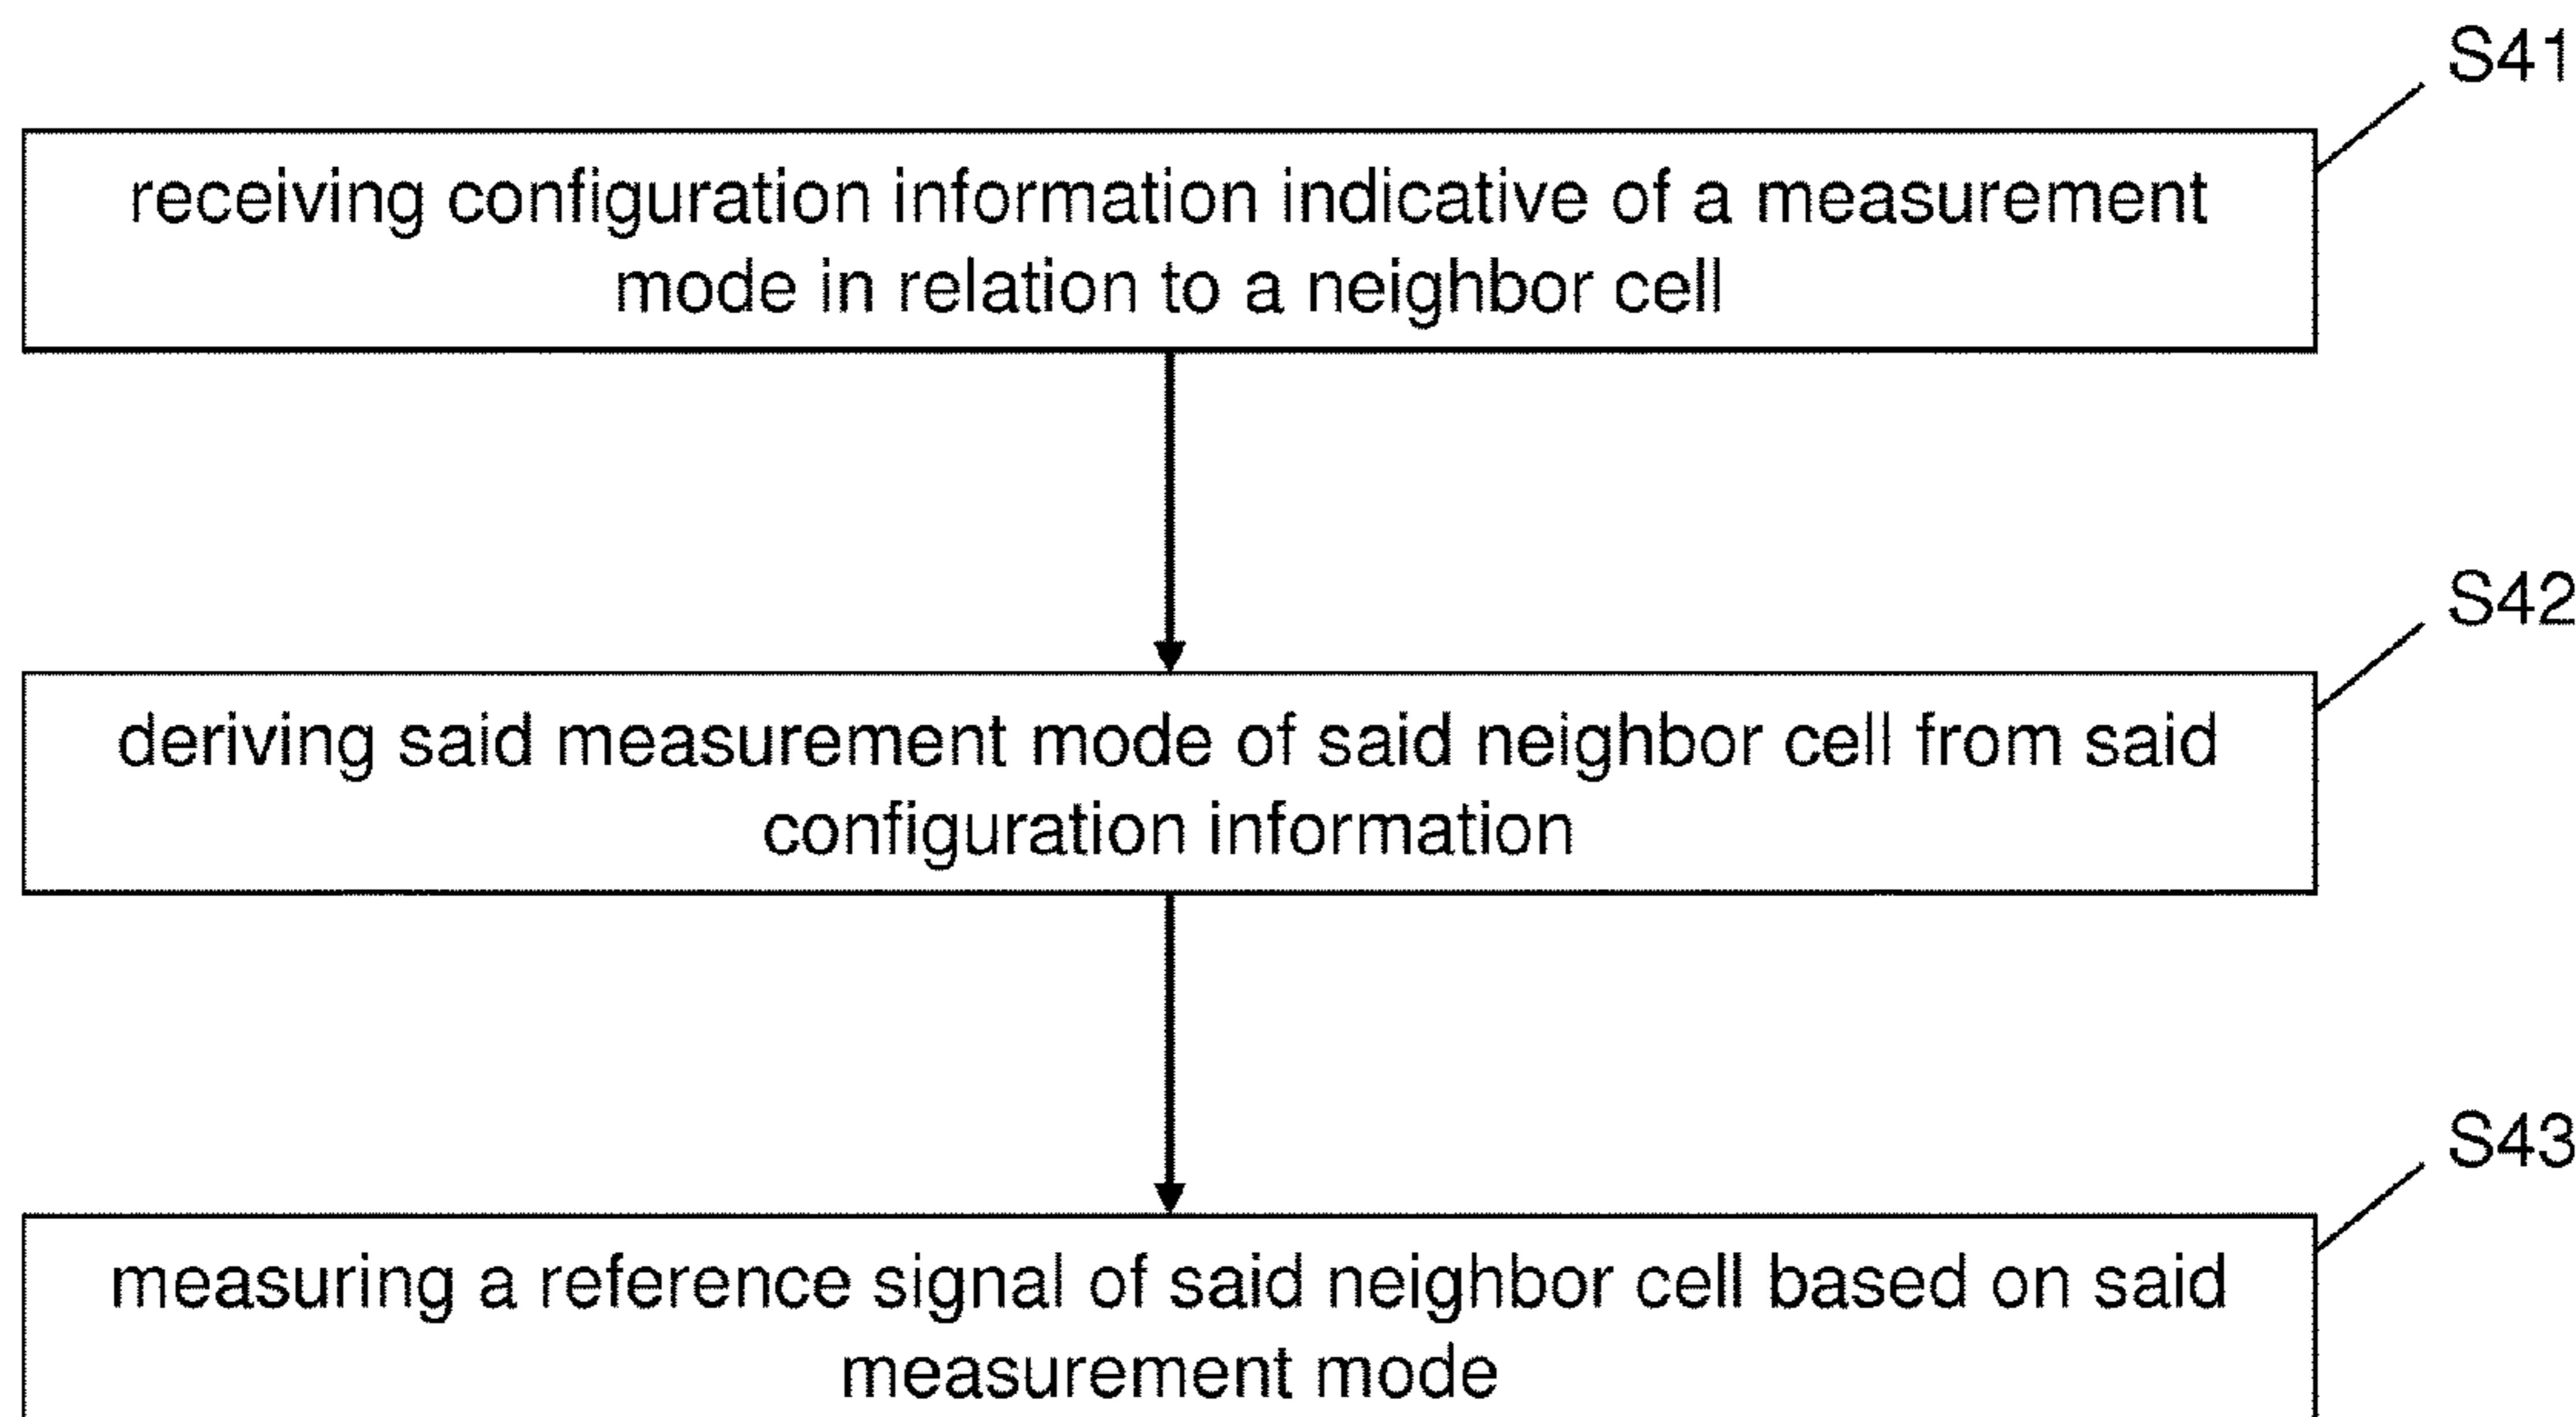 S41
receiving configuration information indicative of a measurement
mode in relation to a neighbor cell
S42
deriving said measurement mode of said neighbor cell from said
configuration information
S43
measuring a reference signal of said neighbor cell based on said
measurement mode